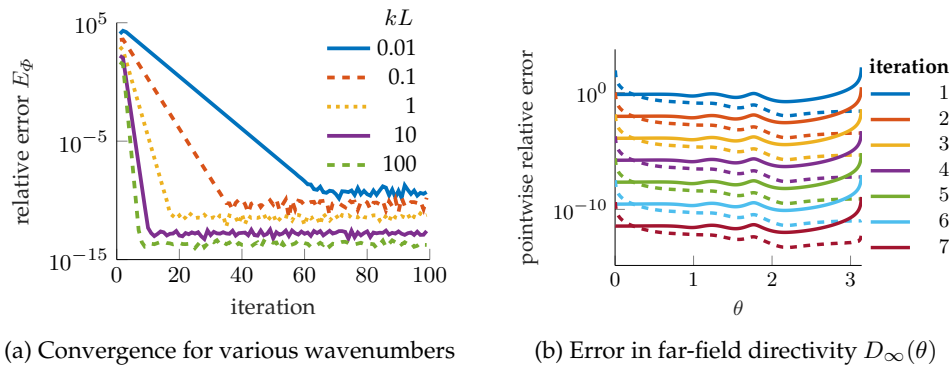 10^5
10^-5
10^-15
relative error E_Φ
0 20 40 60 80 100
iteration
kL
0.01
0.1
1
10
100
(a) Convergence for various wavenumbers
pointwise relative error
10^0
10^-10
0 1 2 3
θ
iteration
1
2
3
4
5
6
7
(b) Error in far-field directivity D_∞(θ)